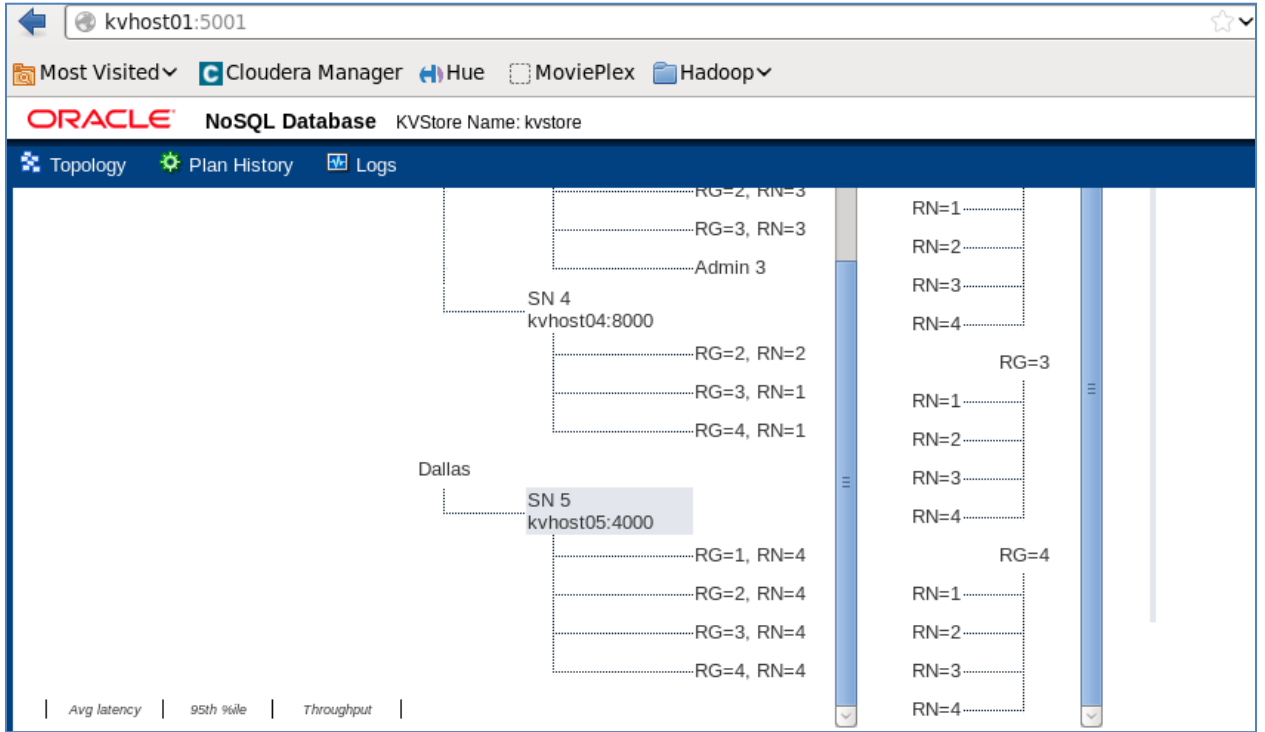 kvhost01:5001
Most Visited Cloudera Manager Hue MoviePlex Hadoop
ORACLE NoSQL Database KVStore Name: kvstore
Topology Plan History Logs
RG=2, RN=3
RG=3, RN=3
Admin 3
SN 4
kvhost04:8000
RG=2, RN=2
RG=3, RN=1
RG=4, RN=1
Dallas
SN 5
kvhost05:4000
RG=1, RN=4
RG=2, RN=4
RG=3, RN=4
RG=4, RN=4
RN=1
RN=2
RN=3
RN=4
RG=3
RN=1
RN=2
RN=3
RN=4
RG=4
RN=1
RN=2
RN=3
RN=4
Avg latency 95th %ile Throughput